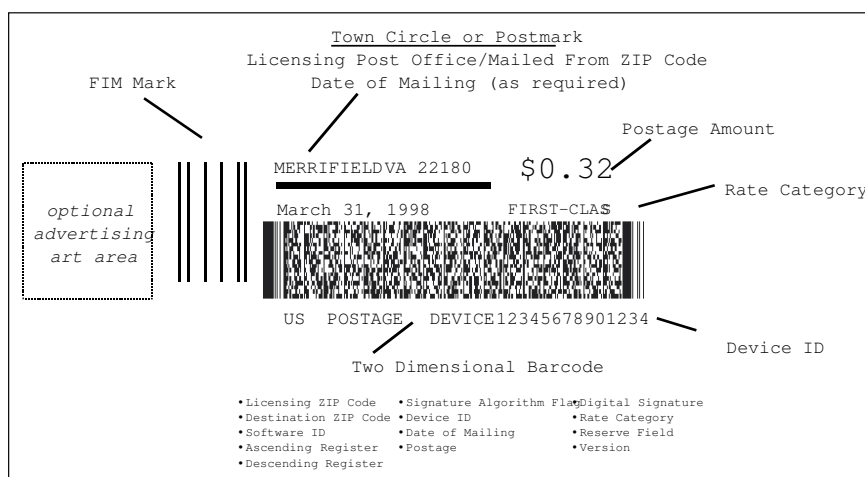 Town Circle or Postmark
Licensing Post Office/Mailed From ZIP Code
FIM Mark
Date of Mailing (as required)
Postage Amount
MERRIFIELDVA 22180
$0.32
Rate Category
optional
advertising
art area
March 31, 1998
FIRST-CLAS
US POSTAGE DEVICE12345678901234
Device ID
Two Dimensional Barcode
•Licensing ZIP Code •Signature Algorithm Flag •Digital Signature
•Destination ZIP Code •Device ID •Rate Category
•Software ID •Date of Mailing •Reserve Field
•Ascending Register •Postage •Version
•Descending Register